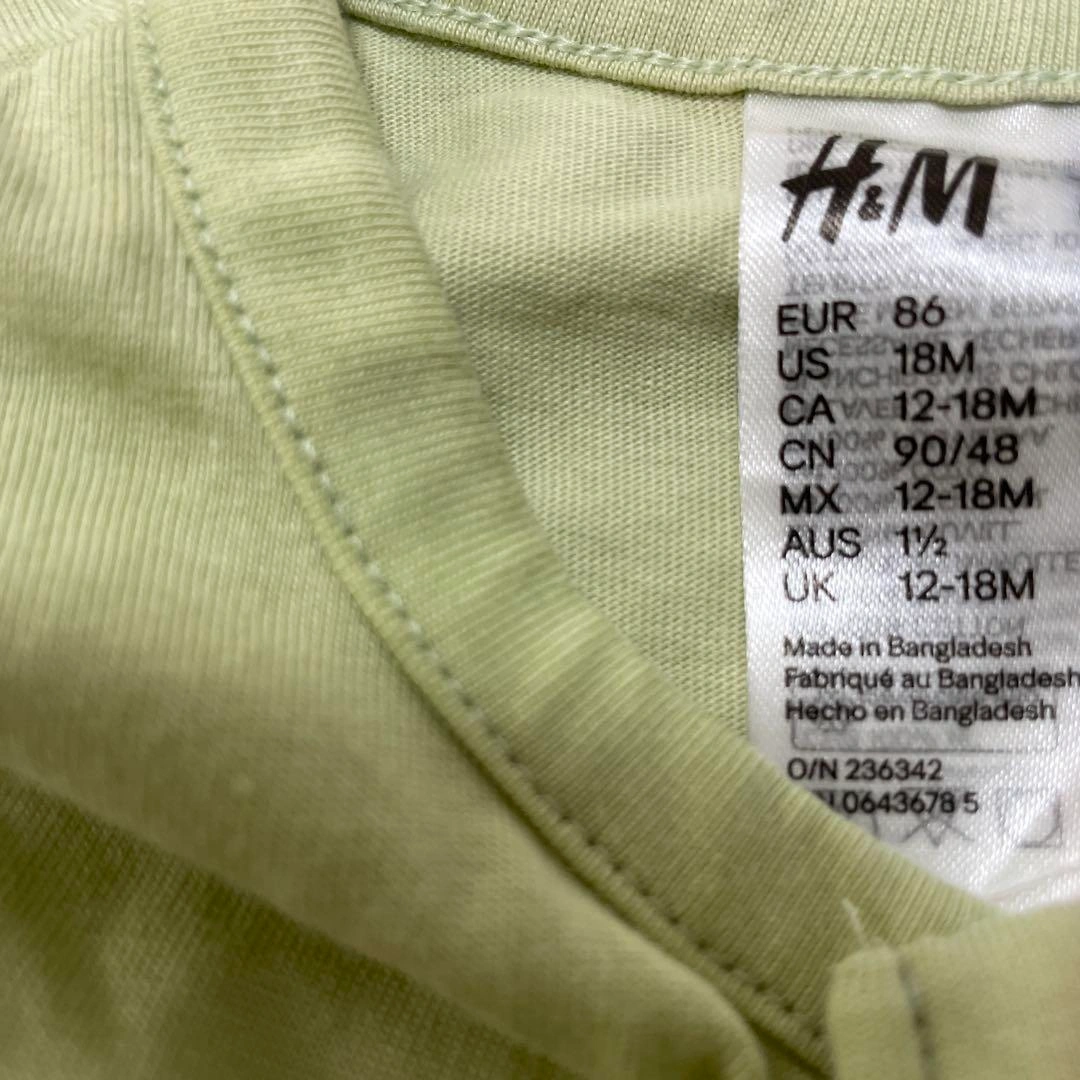 H&M
EUR 86
US 18M
CA 12-18M
CN 90/48
MX 12-18M
AUS 1½
UK 12-18M
Made in Bangladesh
Fabriqué au Bangladesh
Hecho en Bangladesh
O/N 236342
0643678 5